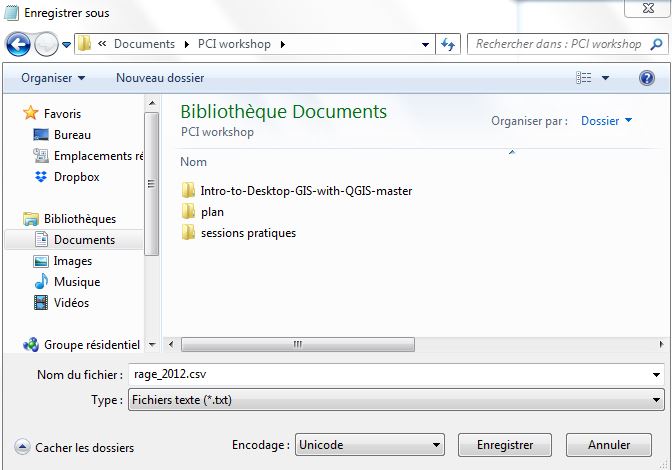 Enregistrer sous
« Documents PCI workshop
Rechercher dans : PCI workshop
Organiser
Nouveau dossier
Favoris
Bureau
Emplacements ré
Dropbox
Bibliothèques
Documents
Images
Musique
Vidéos
Groupe résidentiel
Bibliothèque Documents
PCI workshop
Organiser par : Dossier
Nom
Intro-to-Desktop-GIS-with-QGIS-master
plan
sessions pratiques
Nom du fichier : rage_2012.csv
Type : Fichiers texte (*.txt)
Cacher les dossiers
Encodage : Unicode
Enregistrer
Annuler